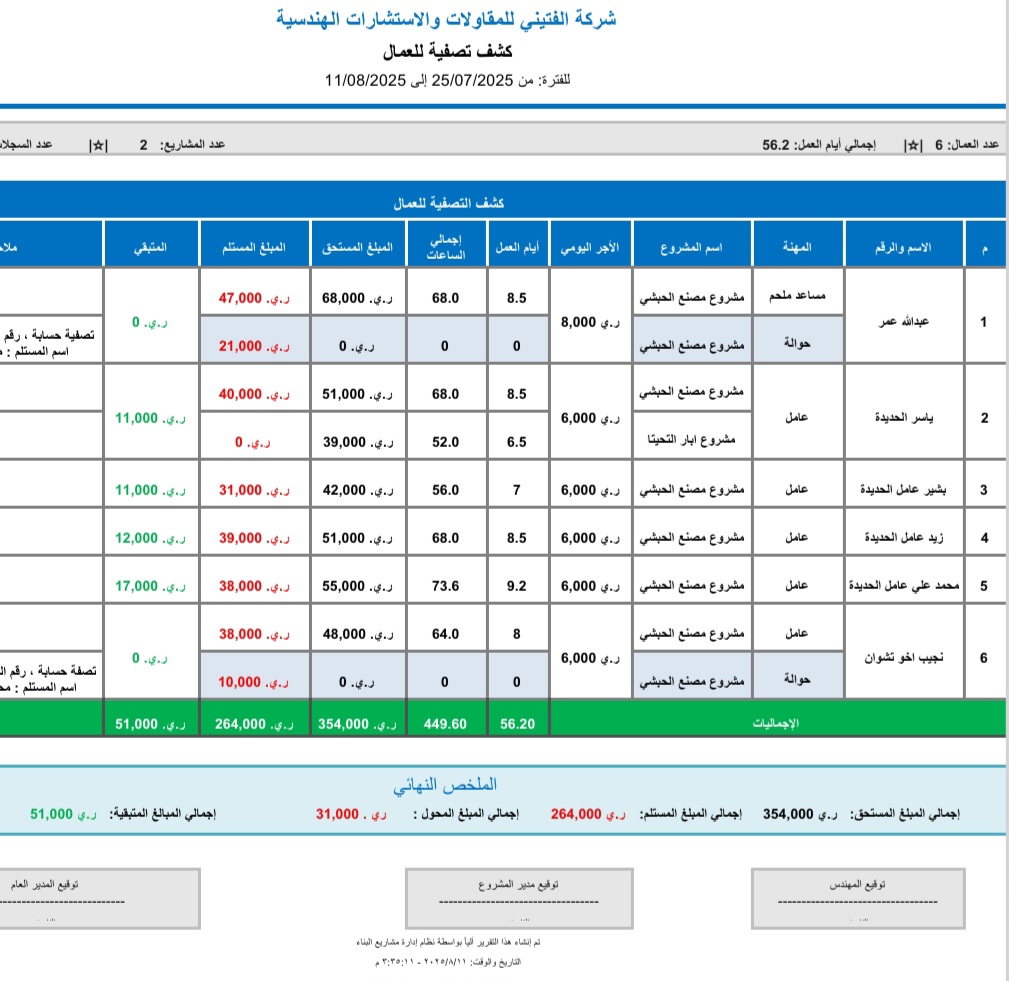 شركة الفتيني للمقاولات والاستشارات الهندسية
كشف تصفية للعمال
للفترة: من 25/07/2025 إلى 11/08/2025
عدد العمال: 6 |☆| إجمالي أيام العمل: 56.2 عدد المشاريع: 2 |☆|
كشف التصفية للعمال
م الاسم والرقم المهنة اسم المشروع الأجر اليومي أيام العمل إجمالي الساعات المبلغ المستحق المبلغ المستلم المتبقي
1 عبدالله عمر مساعد ملحم مشروع مصنع الحبشي 8,000 ر.ي 8.5 68.0 68,000 ر.ي. 47,000 ر.ي. 0 ر.ي.
حوالة مشروع مصنع الحبشي 0 0 0 ر.ي. 21,000 ر.ي. تصفية حسابة ، رقم
اسم المستلم :
2 ياسر الحديدة عامل مشروع مصنع الحبشي 6,000 ر.ي 8.5 68.0 51,000 ر.ي. 40,000 ر.ي. 11,000 ر.ي.
مشروع ابار التحيتا 6.5 52.0 39,000 ر.ي. 0 ر.ي.
3 بشير عامل الحديدة عامل مشروع مصنع الحبشي 6,000 ر.ي 7 56.0 42,000 ر.ي. 31,000 ر.ي. 11,000 ر.ي.
4 زيد عامل الحديدة عامل مشروع مصنع الحبشي 6,000 ر.ي 8.5 68.0 51,000 ر.ي. 39,000 ر.ي. 12,000 ر.ي.
5 محمد علي عامل الحديدة عامل مشروع مصنع الحبشي 6,000 ر.ي 9.2 73.6 55,000 ر.ي. 38,000 ر.ي. 17,000 ر.ي.
6 نجيب اخو تشوان عامل مشروع مصنع الحبشي 6,000 ر.ي 8 64.0 48,000 ر.ي. 38,000 ر.ي. 0 ر.ي.
حوالة مشروع مصنع الحبشي 0 0 0 ر.ي. 10,000 ر.ي. تصفة حسابة ، رقم
اسم المستلم :
الإجماليات 56.20 449.60 354,000 ر.ي. 264,000 ر.ي. 51,000 ر.ي.
الملخص النهائي
إجمالي المبلغ المستحق: 354,000 ر.ي إجمالي المبلغ المستلم: 264,000 ر.ي إجمالي المبلغ المحول : 31,000 ر.ي . إجمالي المبالغ المتبقية: 51,000 ر.ي
توقيع المهندس توقيع مدير المشروع توقيع المدير العام
تم إنشاء هذا التقرير آلياً بواسطة نظام إدارة مشاريع البناء
التاريخ والوقت: ٢٠٢٥/٨/١١ - ٣:٣٥:١١ م